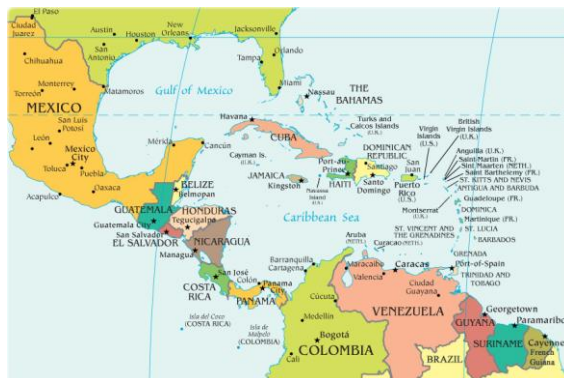 El Paso
Ciudad
Juarez
Austin
Houston
San
Antonio
New
Orleans
Jacksonville
Orlando
Tampa
Miami
Chihuahua
Monterrey
Torreón
Matamoros
MEXICO
San Luis
Potosí
León
Mexico
City
Toluca
Puebla
Acapulco
Oaxaca
Mérida
Cancún
Gulf of Mexico
Nassau
THE
BAHAMAS
Havana
CUBA
Turks and
Caicos Islands
(U.K.)
Cayman Is.
(U.K.)
JAMAICA
Kingston
Navassa
Island
(U.S.)
Port-au-
Prince
HAITI
DOMINICAN
REPUBLIC
Santiago
Santo
Domingo
San
Juan
Puerto
Rico
(U.S.)
Virgin
Islands
(U.S.)
British
Virgin Islands
(U.K.)
Anguilla (U.K.)
Saint Martin (FR.)
Sint Maarten (NETH.)
Saint Barthelemy (FR.)
ST. KITTS AND NEVIS
ANTIGUA AND BARBUDA
Montserrat
(U.K.)
Guadeloupe (FR.)
DOMINICA
Martinique (FR.)
ST. LUCIA
ST. VINCENT AND
THE GRENADINES
BARBADOS
GRENADA
Port-of-Spain
TRINIDAD AND
TOBAGO
Caribbean Sea
BELIZE
Belmopan
GUATEMALA
Guatemala City
HONDURAS
Tegucigalpa
San Salvador
EL SALVADOR
NICARAGUA
Managua
COSTA
RICA
San José
Colón
Panama
City
PANAMA
Isla del Coco
(COSTA RICA)
Isla de
Malpelo
(COLOMBIA)
Aruba
(NETH.)
Curacao (NETH.)
Barranquilla
Cartagena
Maracaibo
Caracas
Valencia
Ciudad
Guayana
Cúcuta
Medellín
VENEZUELA
Bogotá
COLOMBIA
Cali
Georgetown
GUYANA
Paramaribo
SURINAME
Cayenne
French
Guiana
BRAZIL